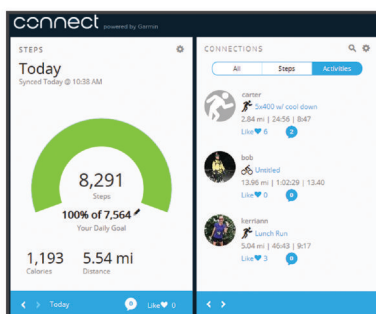 connect powered by Garmin
STEPS
Today
Synced Today @ 10:38 AM
8,291
Steps
100% of 7,564
Your Daily Goal
1,193
Calories
5.54 mi
Distance
< > Today 0 Like 0
CONNECTIONS
All Steps Activities
carter
5x400 w/ cool down
2.84 mi | 24:56 | 8:47
Like 6 2
bob
Untitled
13.96 mi | 1:02:29 | 13.40
Like 0 0
kerriann
Lunch Run
5.04 mi | 46:43 | 9:17
Like 3 0
< >